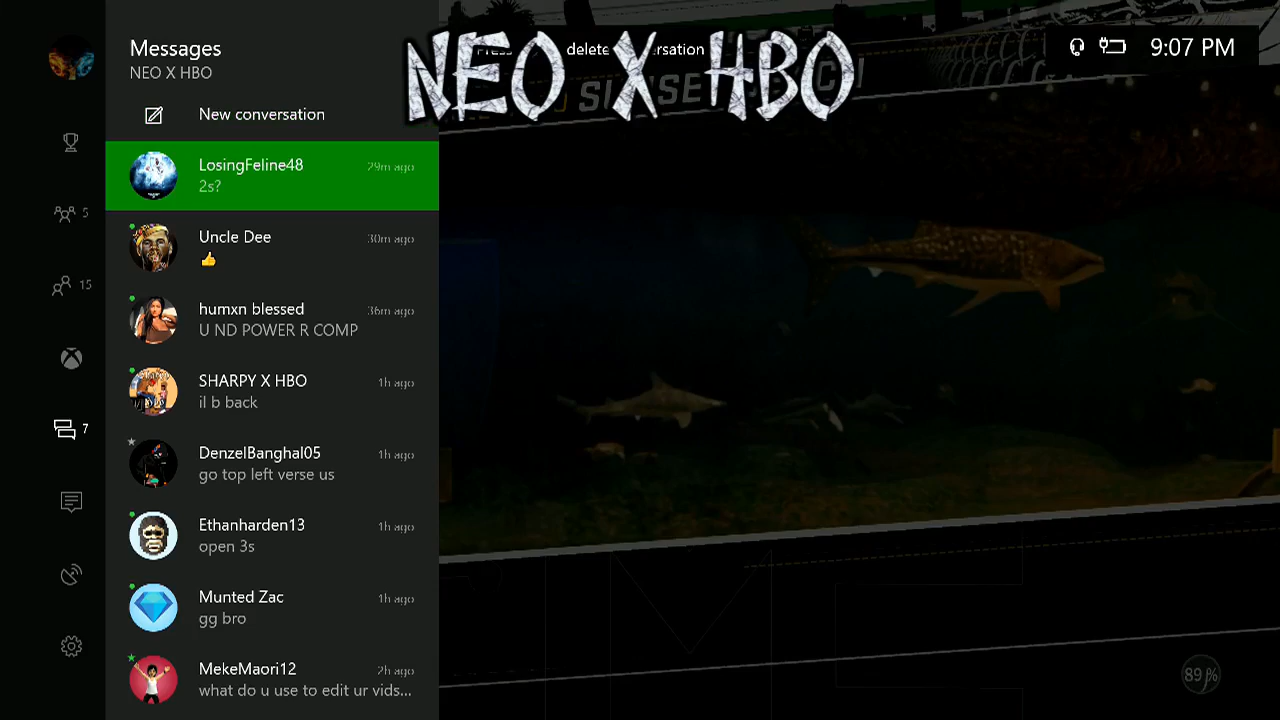 Messages
NEO X HBO
New conversation
LosingFeline48
29m ago
2s?
Uncle Dee
30m ago
👍
humxn blessed
36m ago
U ND POWER R COMP
SHARPY X HBO
1h ago
il b back
DenzelBanghal05
1h ago
go top left verse us
Ethanharden13
1h ago
open 3s
Munted Zac
1h ago
gg bro
MekeMaori12
2h ago
what do u use to edit ur vids...
5
15
7
NEO X HBO
delete
9:07 PM
89%